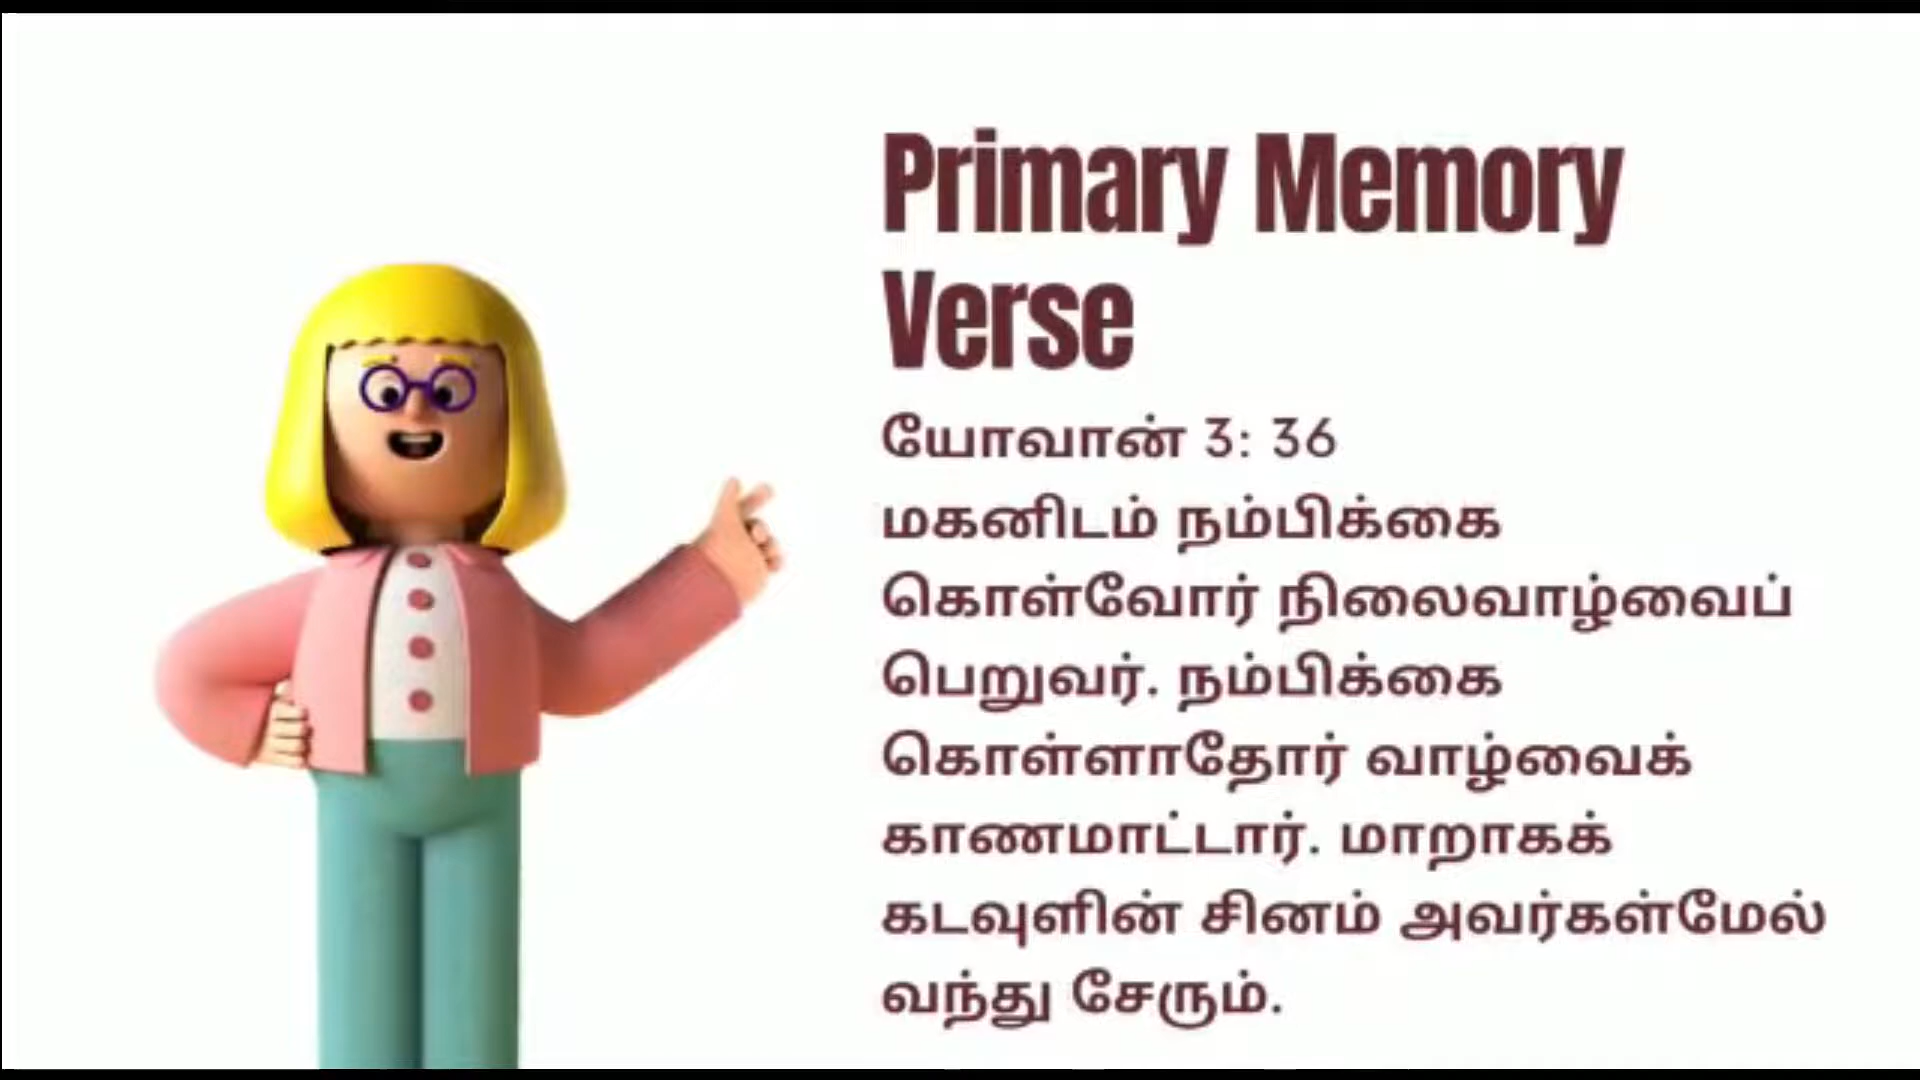 Primary Memory
Verse
யோவான் 3: 36
மகனிடம் நம்பிக்கை
கொள்வோர் நிலைவாழ்வைப்
பெறுவர். நம்பிக்கை
கொள்ளாதோர் வாழ்வைக்
காணமாட்டார். மாறாகக்
கடவுளின் சினம் அவர்கள்மேல்
வந்து சேரும்.